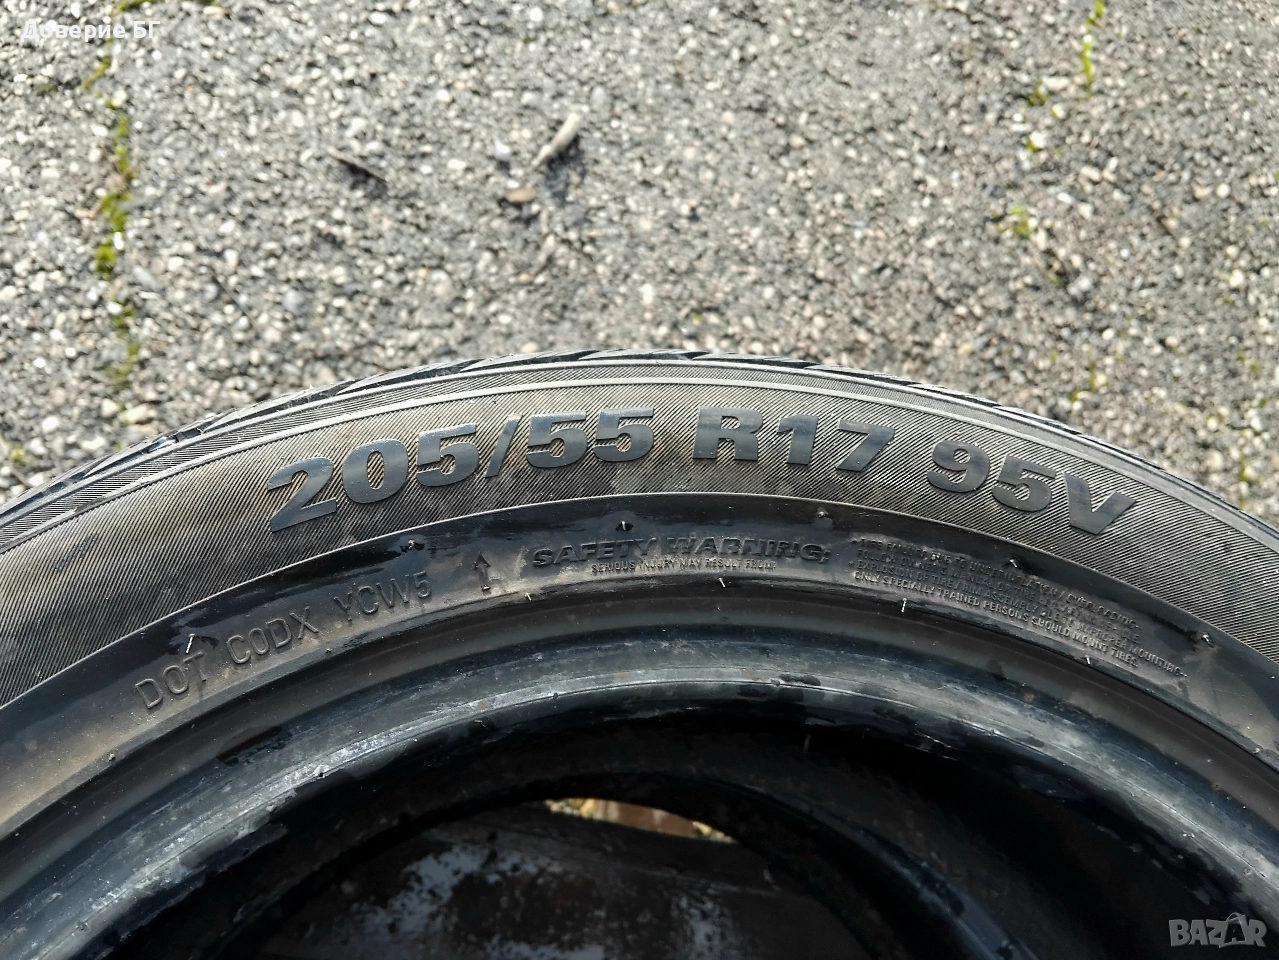 Доверие БГ
205/55 R17 95V
SAFETY WARNING:
SERIOUS INJURY MAY RESULT FROM:
ONLY SPECIALLY TRAINED PERSONS SHOULD MOUNT TIRES.
DOT C0DX YCW5
BAZAR